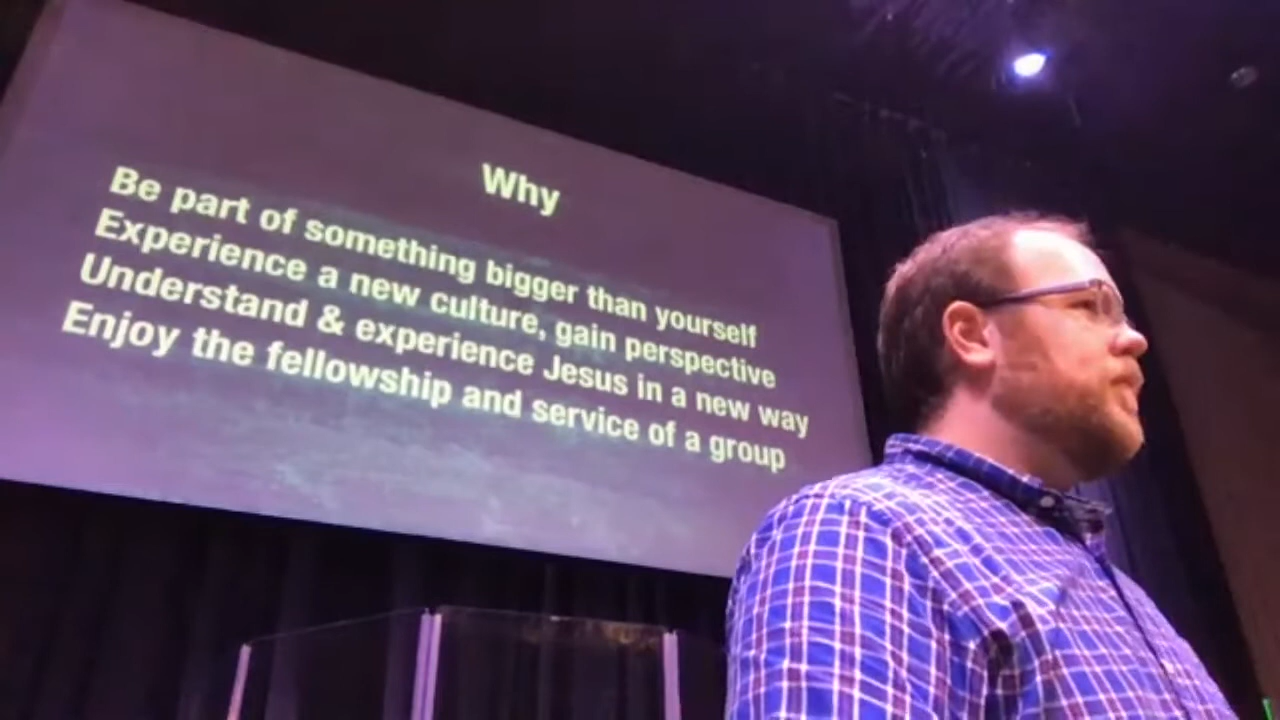 Why
Be part of something bigger than yourself
Experience a new culture, gain perspective
Understand & experience Jesus in a new way
Enjoy the fellowship and service of a group